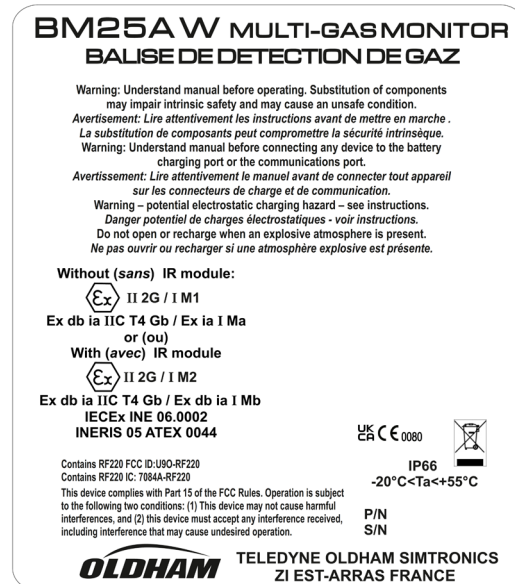 BM25AW MULTI-GAS MONITOR
BALISE DE DETECTION DE GAZ
Warning: Understand manual before operating. Substitution of components
may impair intrinsic safety and may cause an unsafe condition.
Avertisement: Lire attentivement les instructions avant de mettre en marche .
La substitution de composants peut compromettre la sécurité intrinsèque.
Warning: Understand manual before connecting any device to the battery
charging port or the communications port.
Avertissement: Lire attentivement le manuel avant de connecter tout appareil
sur les connecteurs de charge et de communication.
Warning – potential electrostatic charging hazard – see instructions.
Danger potentiel de charges électrostatiques - voir instructions.
Do not open or recharge when an explosive atmosphere is present.
Ne pas ouvrir ou recharger si une atmosphère explosive est présente.
Without (sans) IR module:
Ex II 2G / I M1
Ex db ia IIC T4 Gb / Ex ia I Ma
or (ou)
With (avec) IR module
Ex II 2G / I M2
Ex db ia IIC T4 Gb / Ex db ia I Mb
IECEx INE 06.0002
INERIS 05 ATEX 0044
UK CA CE 0080
IP66
-20°C<Ta<+55°C
Contains RF220 FCC ID:U9O-RF220
Contains RF220 IC: 7084A-RF220
This device complies with Part 15 of the FCC Rules. Operation is subject
to the following two conditions: (1) This device may not cause harmful
interferences, and (2) this device must accept any interference received,
including interference that may cause undesired operation.
P/N
S/N
OLDHAM
TELEDYNE OLDHAM SIMTRONICS
ZI EST-ARRAS FRANCE